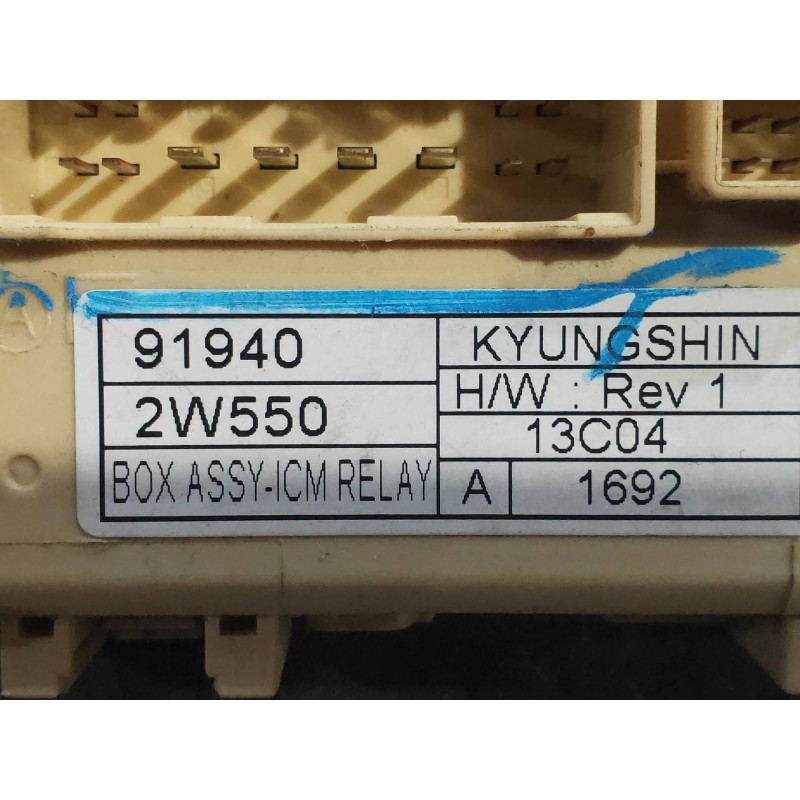 A
91940
2W550
BOX ASSY-ICM RELAY
KYUNGSHIN
H/W : Rev 1
13C04
A 1692